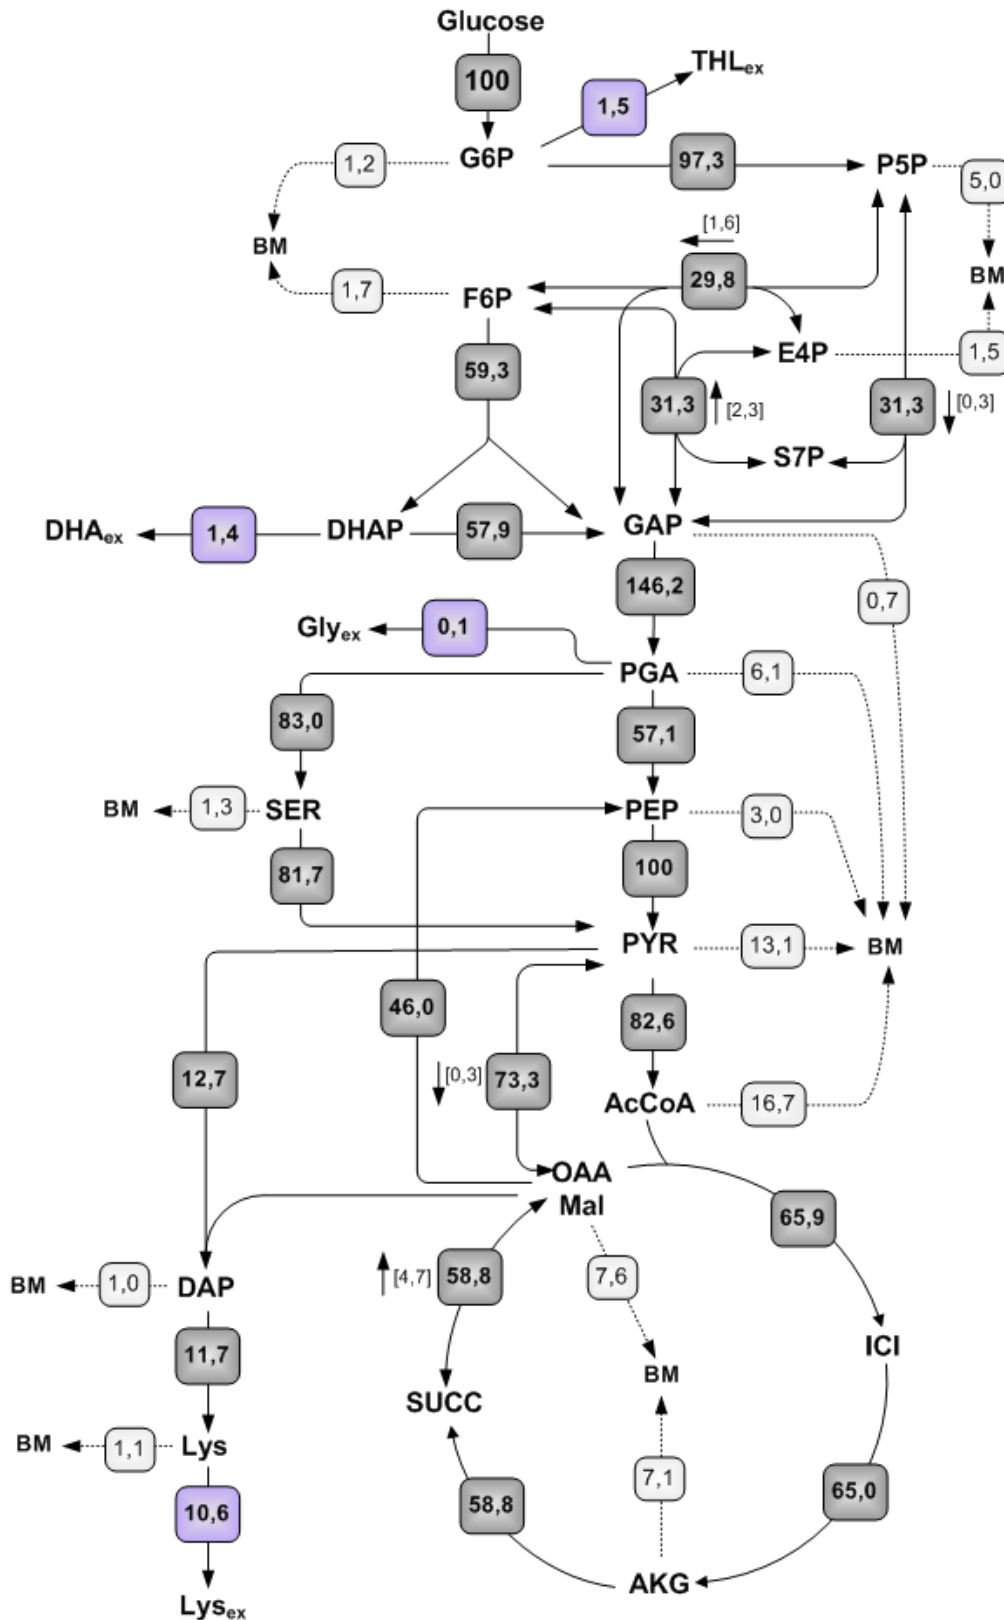 Glucose
100
THLex
1,5
G6P
1,2
97,3
P5P
5,0
BM
[1,6]
29,8
BM
1,7
F6P
59,3
E4P
1,5
31,3
[2,3]
31,3
[0,3]
S7P
DHAex
1,4
DHAP
57,9
GAP
146,2
0,7
Glyex
0,1
PGA
6,1
83,0
57,1
BM
1,3
SER
PEP
3,0
81,7
100
PYR
13,1
BM
46,0
82,6
12,7
[0,3]
73,3
AcCoA
16,7
OAA
Mal
65,9
DAP
BM
1,0
[4,7]
58,8
7,6
11,7
ICI
BM
SUCC
BM
1,1
Lys
7,1
65,0
10,6
58,8
AKG
Lysex